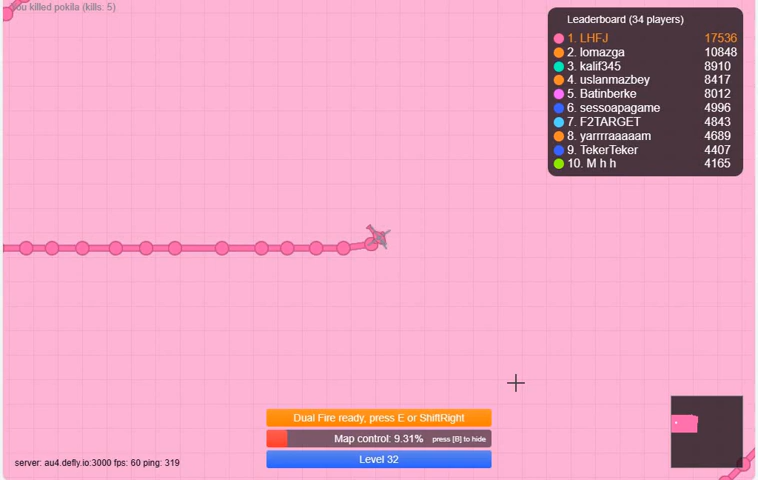 You killed pokila (kills: 5)
Leaderboard (34 players)
1. LHFJ 17536
2. lomazga 10848
3. kalif345 8910
4. uslanmazbey 8417
5. Batinberke 8012
6. sessoapagame 4996
7. F2TARGET 4843
8. yarrrraaaaam 4689
9. TekerTeker 4407
10. M h h 4165
Dual Fire ready, press E or ShiftRight
Map control: 9.31% press [B] to hide
Level 32
server: au4.defly.io:3000 fps: 60 ping: 319